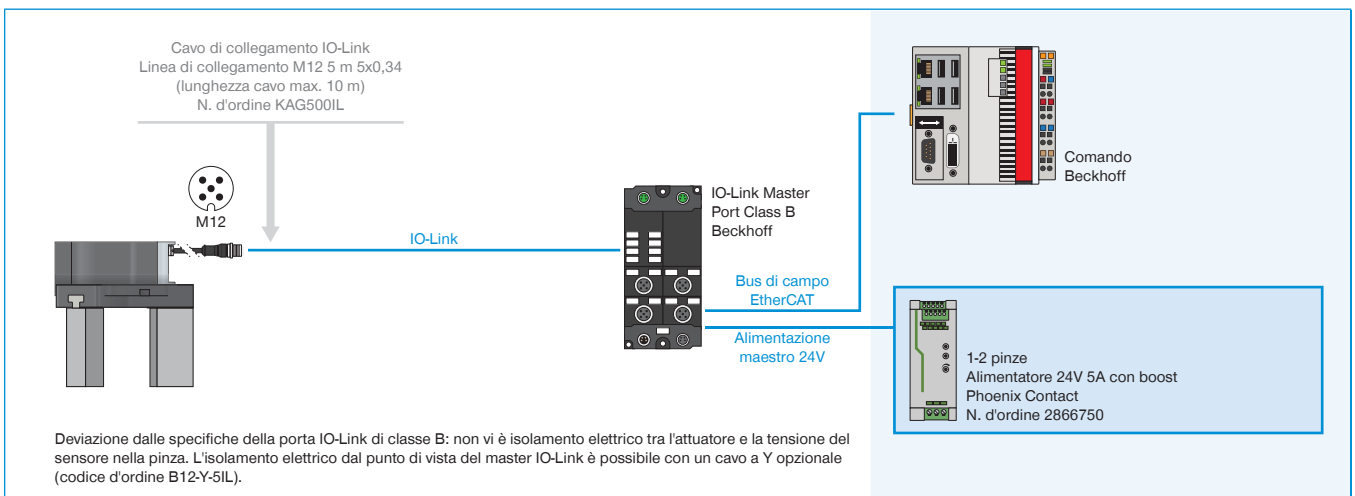 Cavo di collegamento IO-Link
Linea di collegamento M12 5 m 5x0,34
(lunghezza cavo max. 10 m)
N. d'ordine KAG500IL
M12
IO-Link
IO-Link Master
Port Class B
Beckhoff
Bus di campo
EtherCAT
Alimentazione
maestro 24V
Comando
Beckhoff
1-2 pinze
Alimentatore 24V 5A con boost
Phoenix Contact
N. d'ordine 2866750
Deviazione dalle specifiche della porta IO-Link di classe B: non vi è isolamento elettrico tra l'attuatore e la tensione del
sensore nella pinza. L'isolamento elettrico dal punto di vista del master IO-Link è possibile con un cavo a Y opzionale
(codice d'ordine B12-Y-5IL).